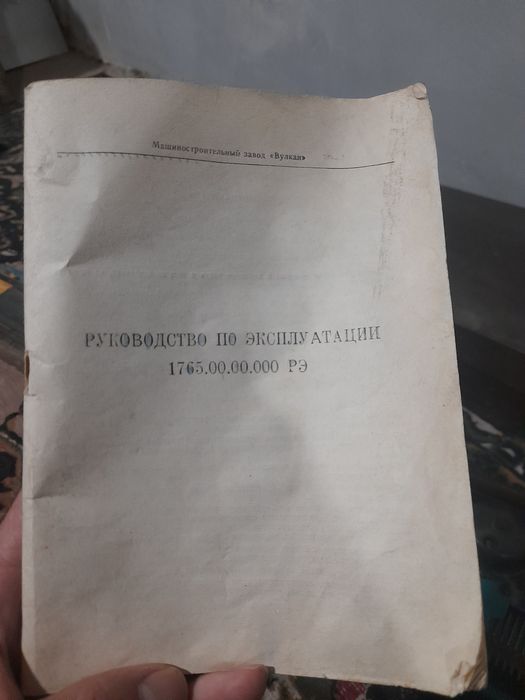 Машиностроительный завод «Вулкан»
РУКОВОДСТВО ПО ЭКСПЛУАТАЦИИ
1765.00.00.000 РЭ